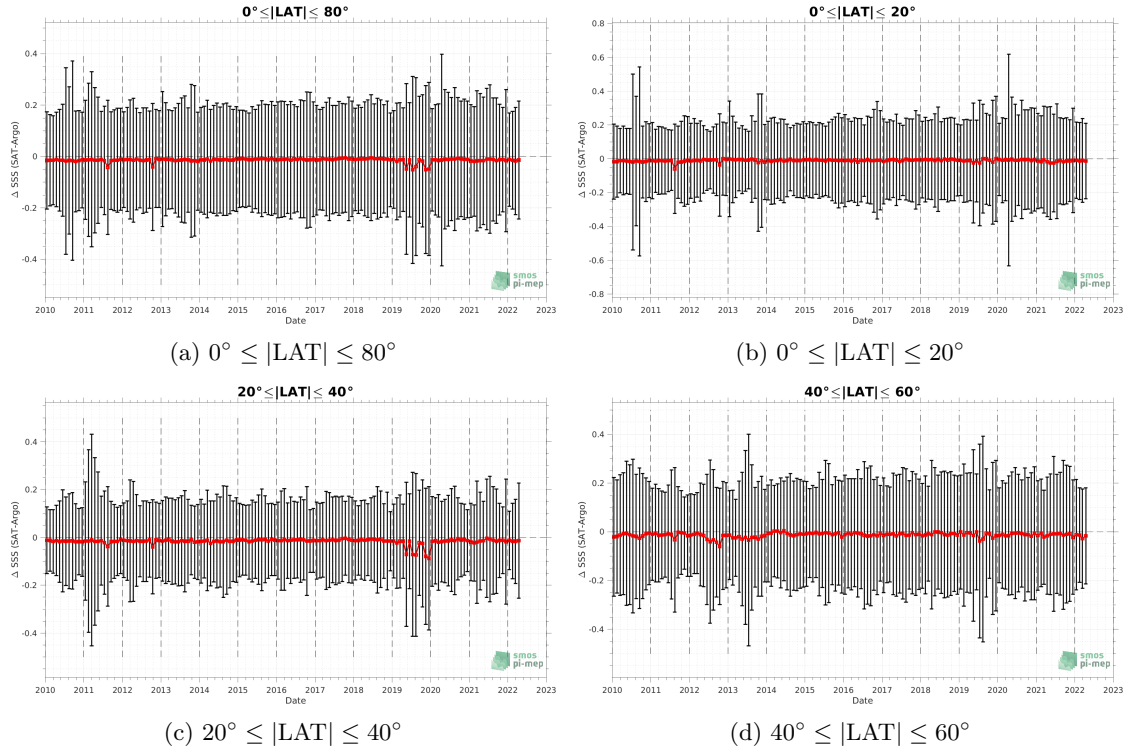 0°≤|LAT|≤ 80°
Δ SSS (SAT-Argo)
0.4
0.2
0
-0.2
-0.4
2010 2011 2012 2013 2014 2015 2016 2017 2018 2019 2020 2021 2022 2023
Date
smos
pi-mep
(a) 0° ≤ |LAT| ≤ 80°
0°≤|LAT|≤ 20°
Δ SSS (SAT-Argo)
0.8
0.6
0.4
0.2
0
-0.2
-0.4
-0.6
-0.8
2010 2011 2012 2013 2014 2015 2016 2017 2018 2019 2020 2021 2022 2023
Date
smos
pi-mep
(b) 0° ≤ |LAT| ≤ 20°
20°≤|LAT|≤ 40°
Δ SSS (SAT-Argo)
0.4
0.2
0
-0.2
-0.4
2010 2011 2012 2013 2014 2015 2016 2017 2018 2019 2020 2021 2022 2023
Date
smos
pi-mep
(c) 20° ≤ |LAT| ≤ 40°
40°≤|LAT|≤ 60°
Δ SSS (SAT-Argo)
0.4
0.2
0
-0.2
-0.4
2010 2011 2012 2013 2014 2015 2016 2017 2018 2019 2020 2021 2022 2023
Date
smos
pi-mep
(d) 40° ≤ |LAT| ≤ 60°